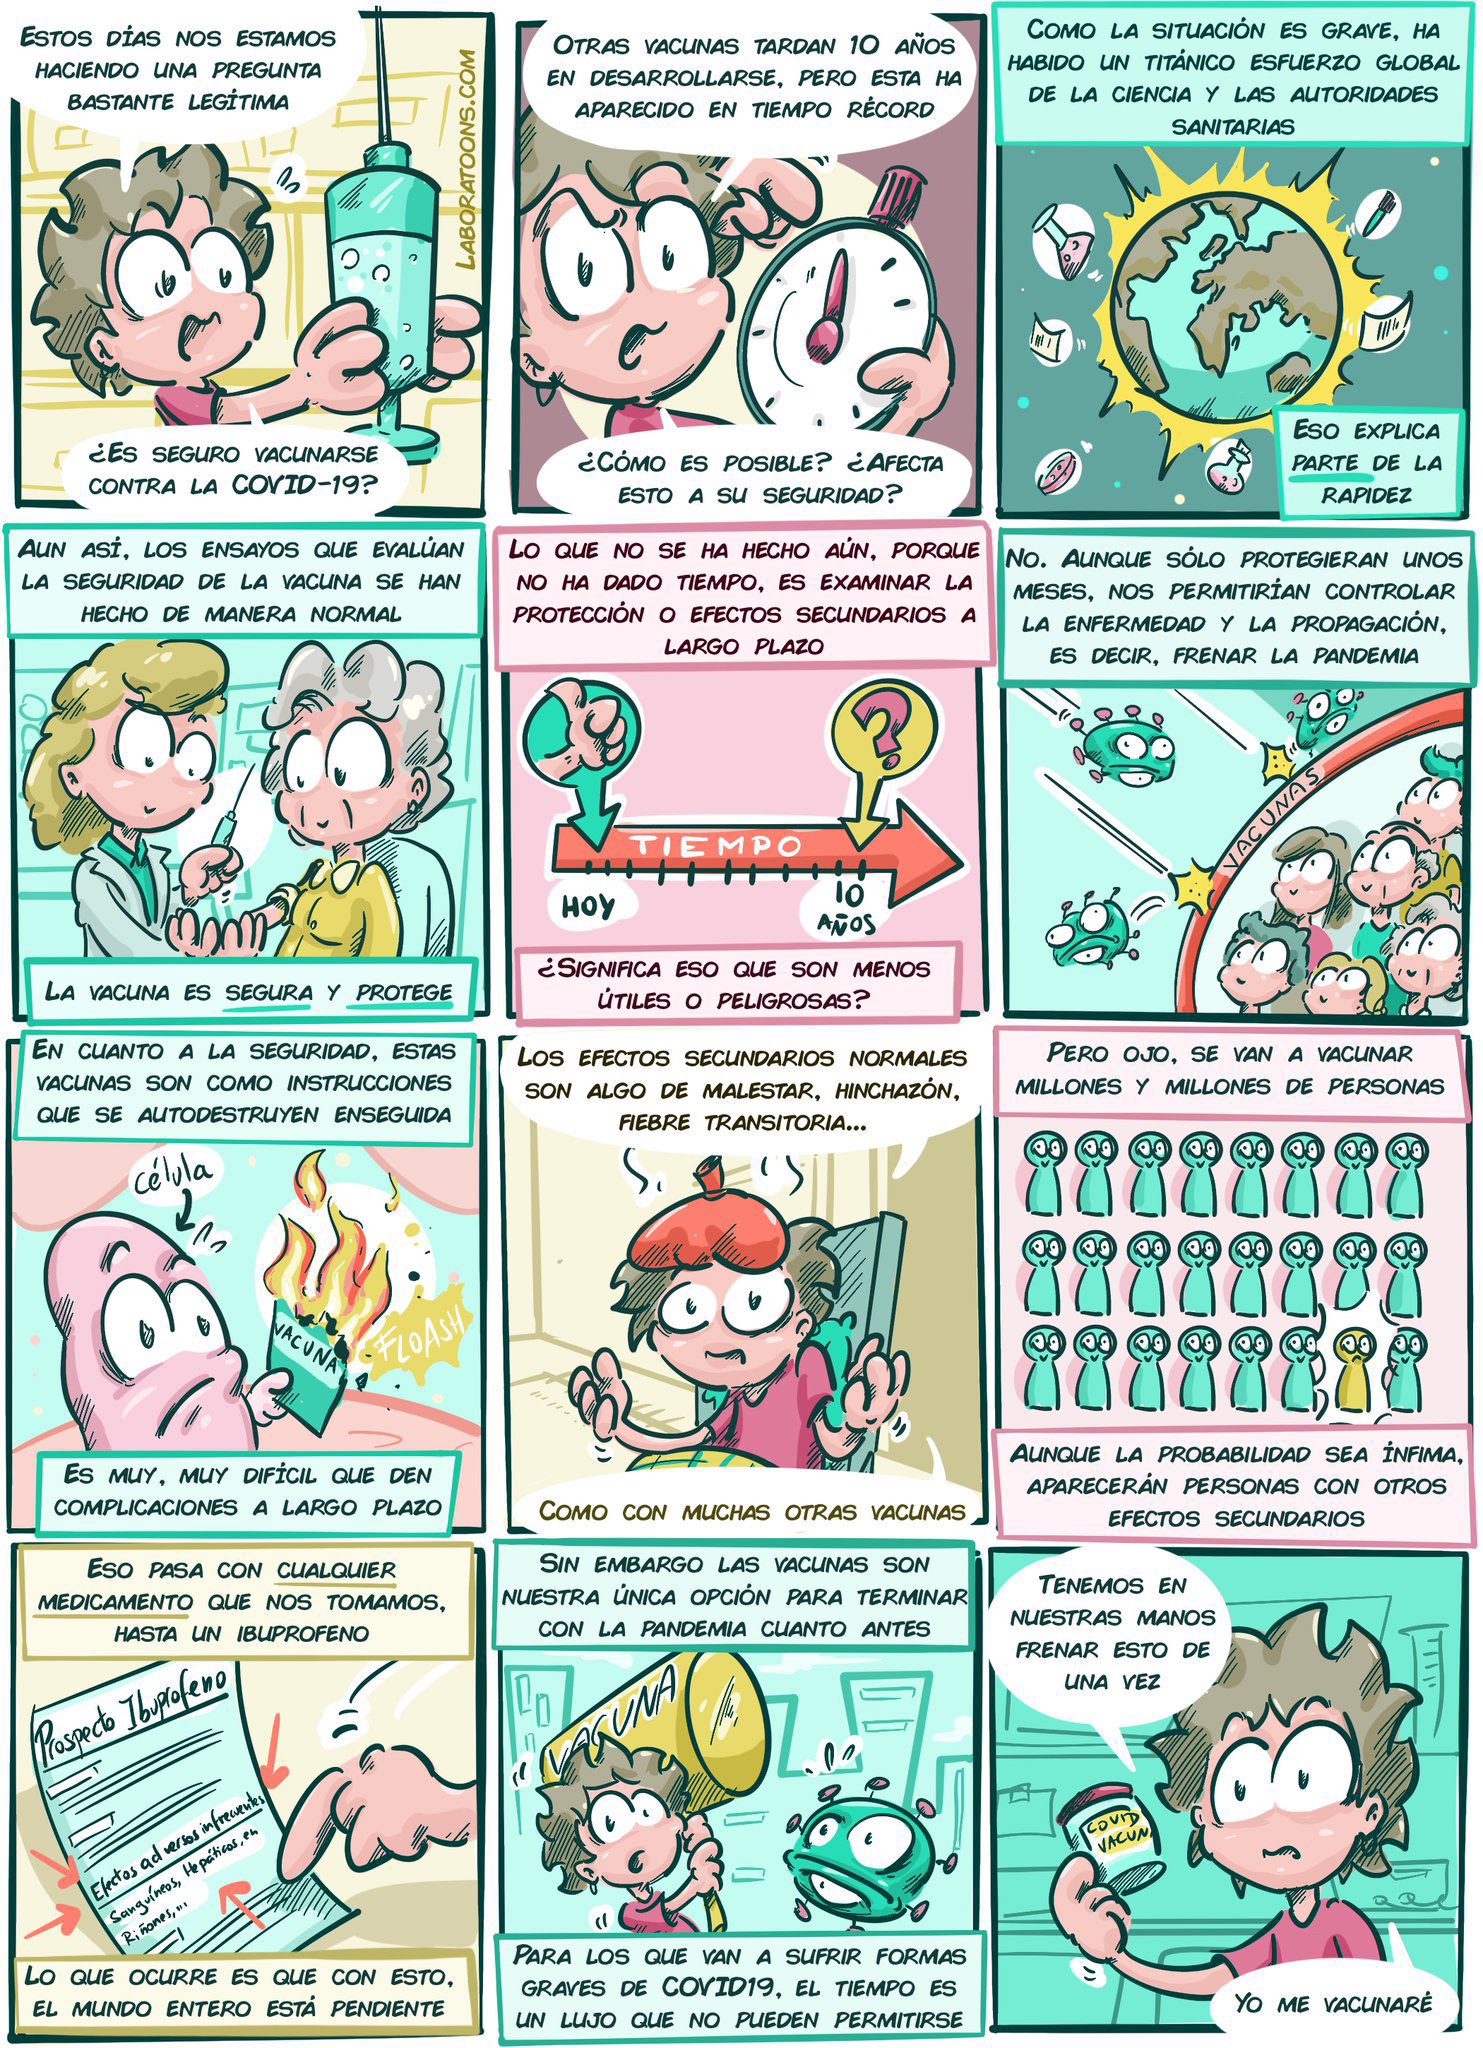 Estos días nos estamos
haciendo una pregunta
bastante legítima
LABORATOONS.COM
¿Es seguro vacunarse
contra la COVID-19?
Otras vacunas tardan 10 años
en desarrollarse, pero esta ha
aparecido en tiempo récord
¿Cómo es posible? ¿Afecta
esto a su seguridad?
Como la situación es grave, ha
habido un titánico esfuerzo global
de la ciencia y las autoridades
sanitarias
Eso explica
parte de la
rapidez
Aun así, los ensayos que evalúan
la seguridad de la vacuna se han
hecho de manera normal
La vacuna es segura y protege
Lo que no se ha hecho aún, porque
no ha dado tiempo, es examinar la
protección o efectos secundarios a
largo plazo
?
TIEMPO
HOY
10
AÑOS
¿Significa eso que son menos
útiles o peligrosas?
No. Aunque sólo protegieran unos
meses, nos permitirían controlar
la enfermedad y la propagación,
es decir, frenar la pandemia
VACUNAS
En cuanto a la seguridad, estas
vacunas son como instrucciones
que se autodestruyen enseguida
Célula
VACUNA
FLOASH
Es muy, muy difícil que den
complicaciones a largo plazo
Los efectos secundarios normales
son algo de malestar, hinchazón,
fiebre transitoria...
Como con muchas otras vacunas
Pero ojo, se van a vacunar
millones y millones de personas
Aunque la probabilidad sea ínfima,
aparecerán personas con otros
efectos secundarios
Eso pasa con cualquier
medicamento que nos tomamos,
hasta un ibuprofeno
Prospecto Ibuprofeno
Efectos adversos infrecuentes
Sanguíneos, Hepáticos, en
Riñones,...
Lo que ocurre es que con esto,
el mundo entero está pendiente
Sin embargo las vacunas son
nuestra única opción para terminar
con la pandemia cuanto antes
VACUNA
Para los que van a sufrir formas
graves de COVID19, el tiempo es
un lujo que no pueden permitirse
Tenemos en
nuestras manos
frenar esto de
una vez
COVID
VACUN
Yo me vacunaré